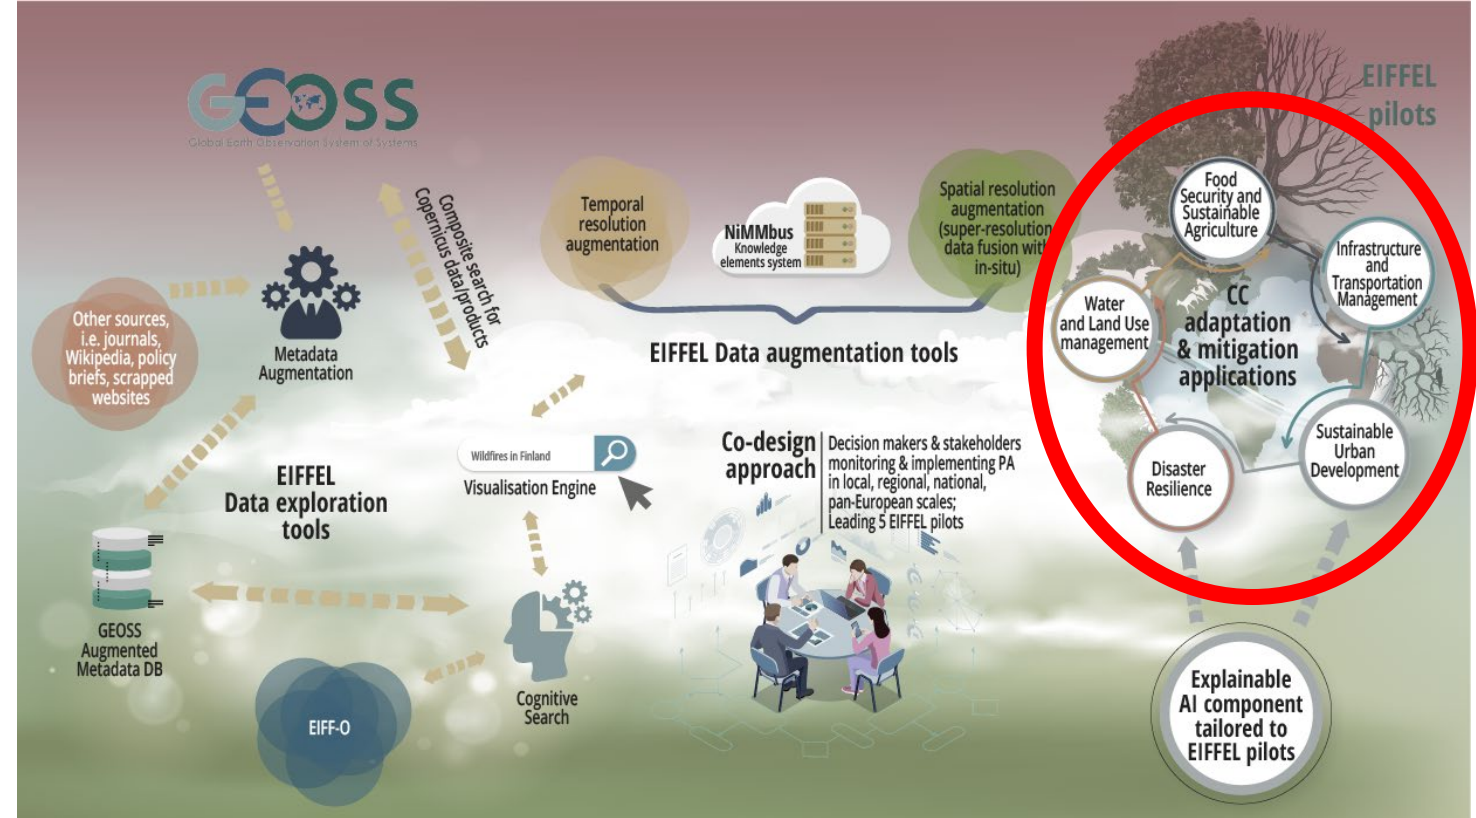 GEOSS
Global Earth Observation System of Systems
EIFFEL
pilots
Composite search for
Copernicus data/products
Temporal
resolution
augmentation
NiMMbus
Knowledge
elements system
Spatial resolution
augmentation
(super-resolution,
data fusion with
in-situ)
EIFFEL Data augmentation tools
Other sources,
i.e. journals,
Wikipedia, policy
briefs, scrapped
websites
Metadata
Augmentation
EIFFEL
Data exploration
tools
Wildfires in Finland
Visualisation Engine
GEOSS
Augmented
Metadata DB
EIFF-O
Cognitive
Search
Co-design
approach
Decision makers & stakeholders
monitoring & implementing PA
in local, regional, national,
pan-European scales;
Leading 5 EIFFEL pilots
Food
Security and
Sustainable
Agriculture
Infrastructure
and
Transportation
Management
Water
and Land Use
management
CC
adaptation
& mitigation
applications
Sustainable
Urban
Development
Disaster
Resilience
Explainable
AI component
tailored to
EIFFEL pilots